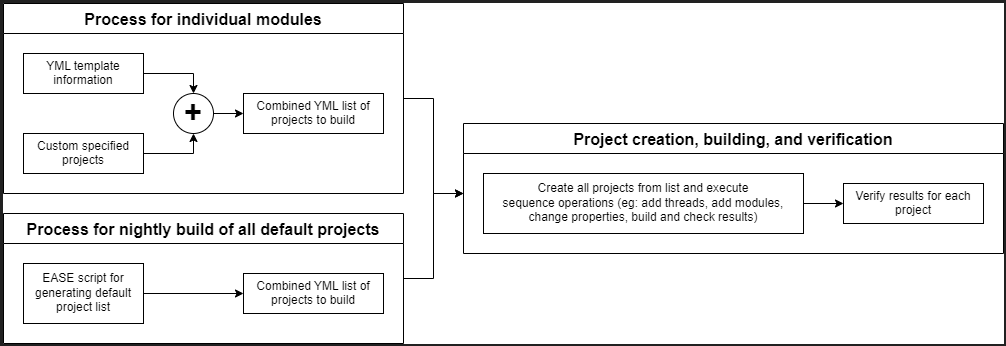 Process for individual modules
YML template
information
+
Combined YML list of
projects to build
Custom specified
projects
Process for nightly build of all default projects
EASE script for
generating default
project list
Combined YML list of
projects to build
Project creation, building, and verification
Create all projects from list and execute
sequence operations (eg: add threads, add modules,
change properties, build and check results)
Verify results for each
project